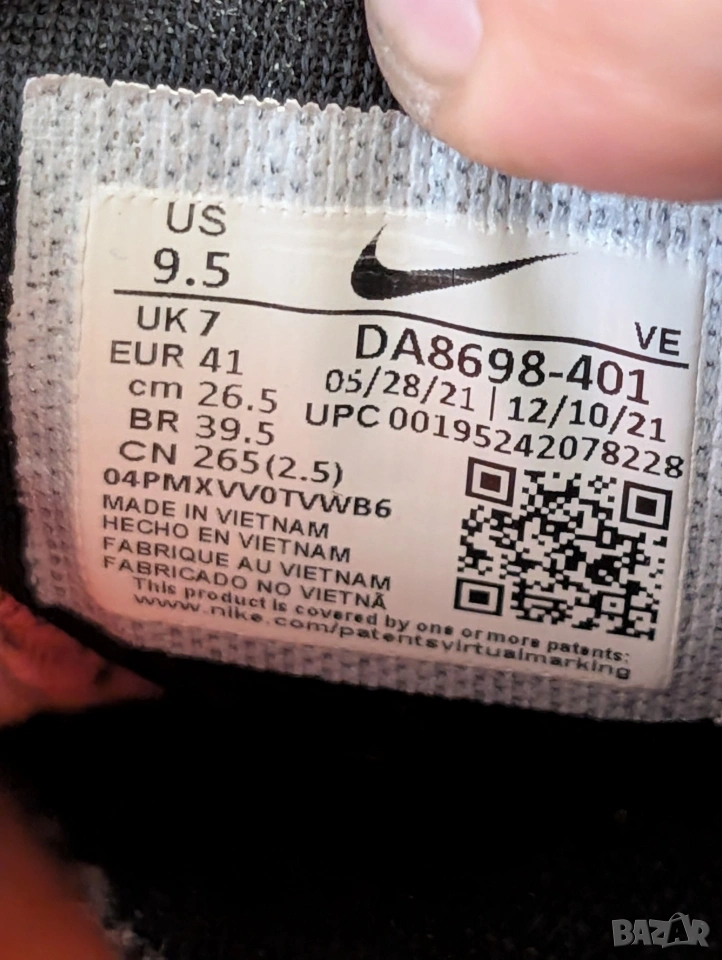 US
9.5
UK 7
VE
EUR 41
DA8698-401
cm 26.5
05/28/21 | 12/10/21
BR 39.5
UPC 00195242078228
CN 265(2.5)
04PMXVV0TVWB6
MADE IN VIETNAM
HECHO EN VIETNAM
FABRIQUE AU VIETNAM
FABRICADO NO VIETNÃ
This product is covered by one or more patents:
www.nike.com/patentsvirtualmarking
BAZAR